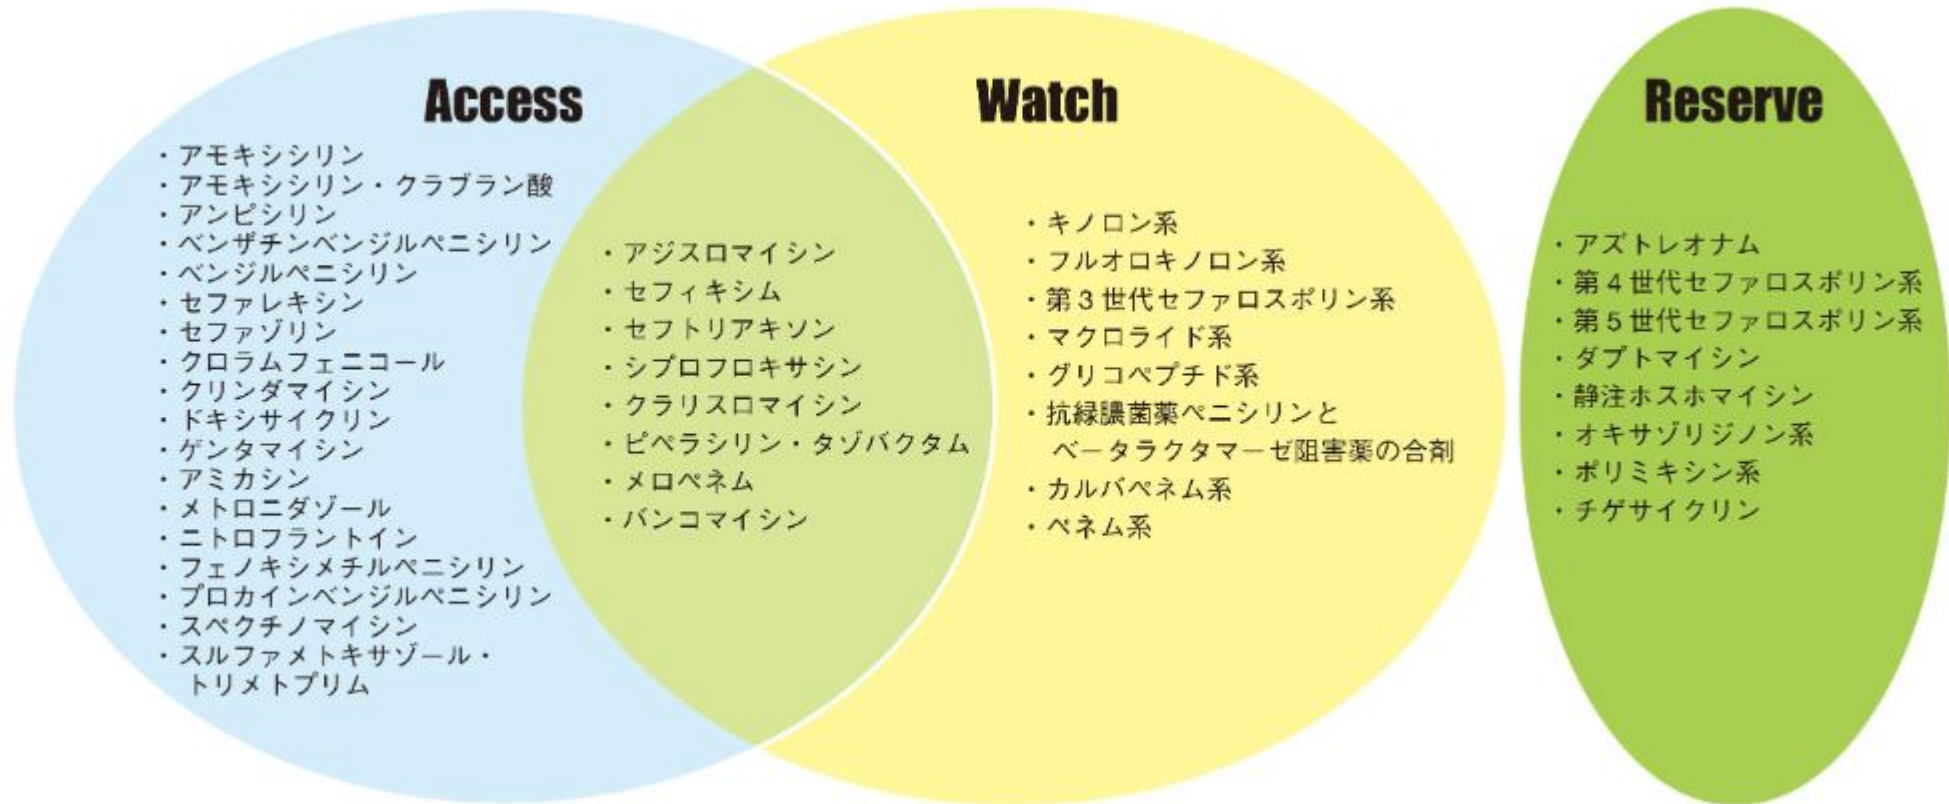 Access
・アモキシシリン
・アモキシシリン・クラブラン酸
・アンピシリン
・ベンザチンベンジルペニシリン
・ベンジルペニシリン
・セファレキシン
・セファゾリン
・クロラムフェニコール
・クリンダマイシン
・ドキシサイクリン
・ゲンタマイシン
・アミカシン
・メトロニダゾール
・ニトロフラントイン
・フェノキシメチルペニシリン
・プロカインベンジルペニシリン
・スペクチノマイシン
・スルファメトキサゾール・
トリメトプリム
・アジスロマイシン
・セフィキシム
・セフトリアキソン
・シプロフロキサシン
・クラリスロマイシン
・ピペラシリン・タゾバクタム
・メロペネム
・バンコマイシン
Watch
・キノロン系
・フルオロキノロン系
・第3世代セファロスポリン系
・マクロライド系
・グリコペプチド系
・抗緑膿菌薬ペニシリンと
ベータラクタマーゼ阻害薬の合剤
・カルバペネム系
・ペネム系
Reserve
・アズトレオナム
・第4世代セファロスポリン系
・第5世代セファロスポリン系
・ダプトマイシン
・静注ホスホマイシン
・オキサゾリジノン系
・ポリミキシン系
・チゲサイクリン